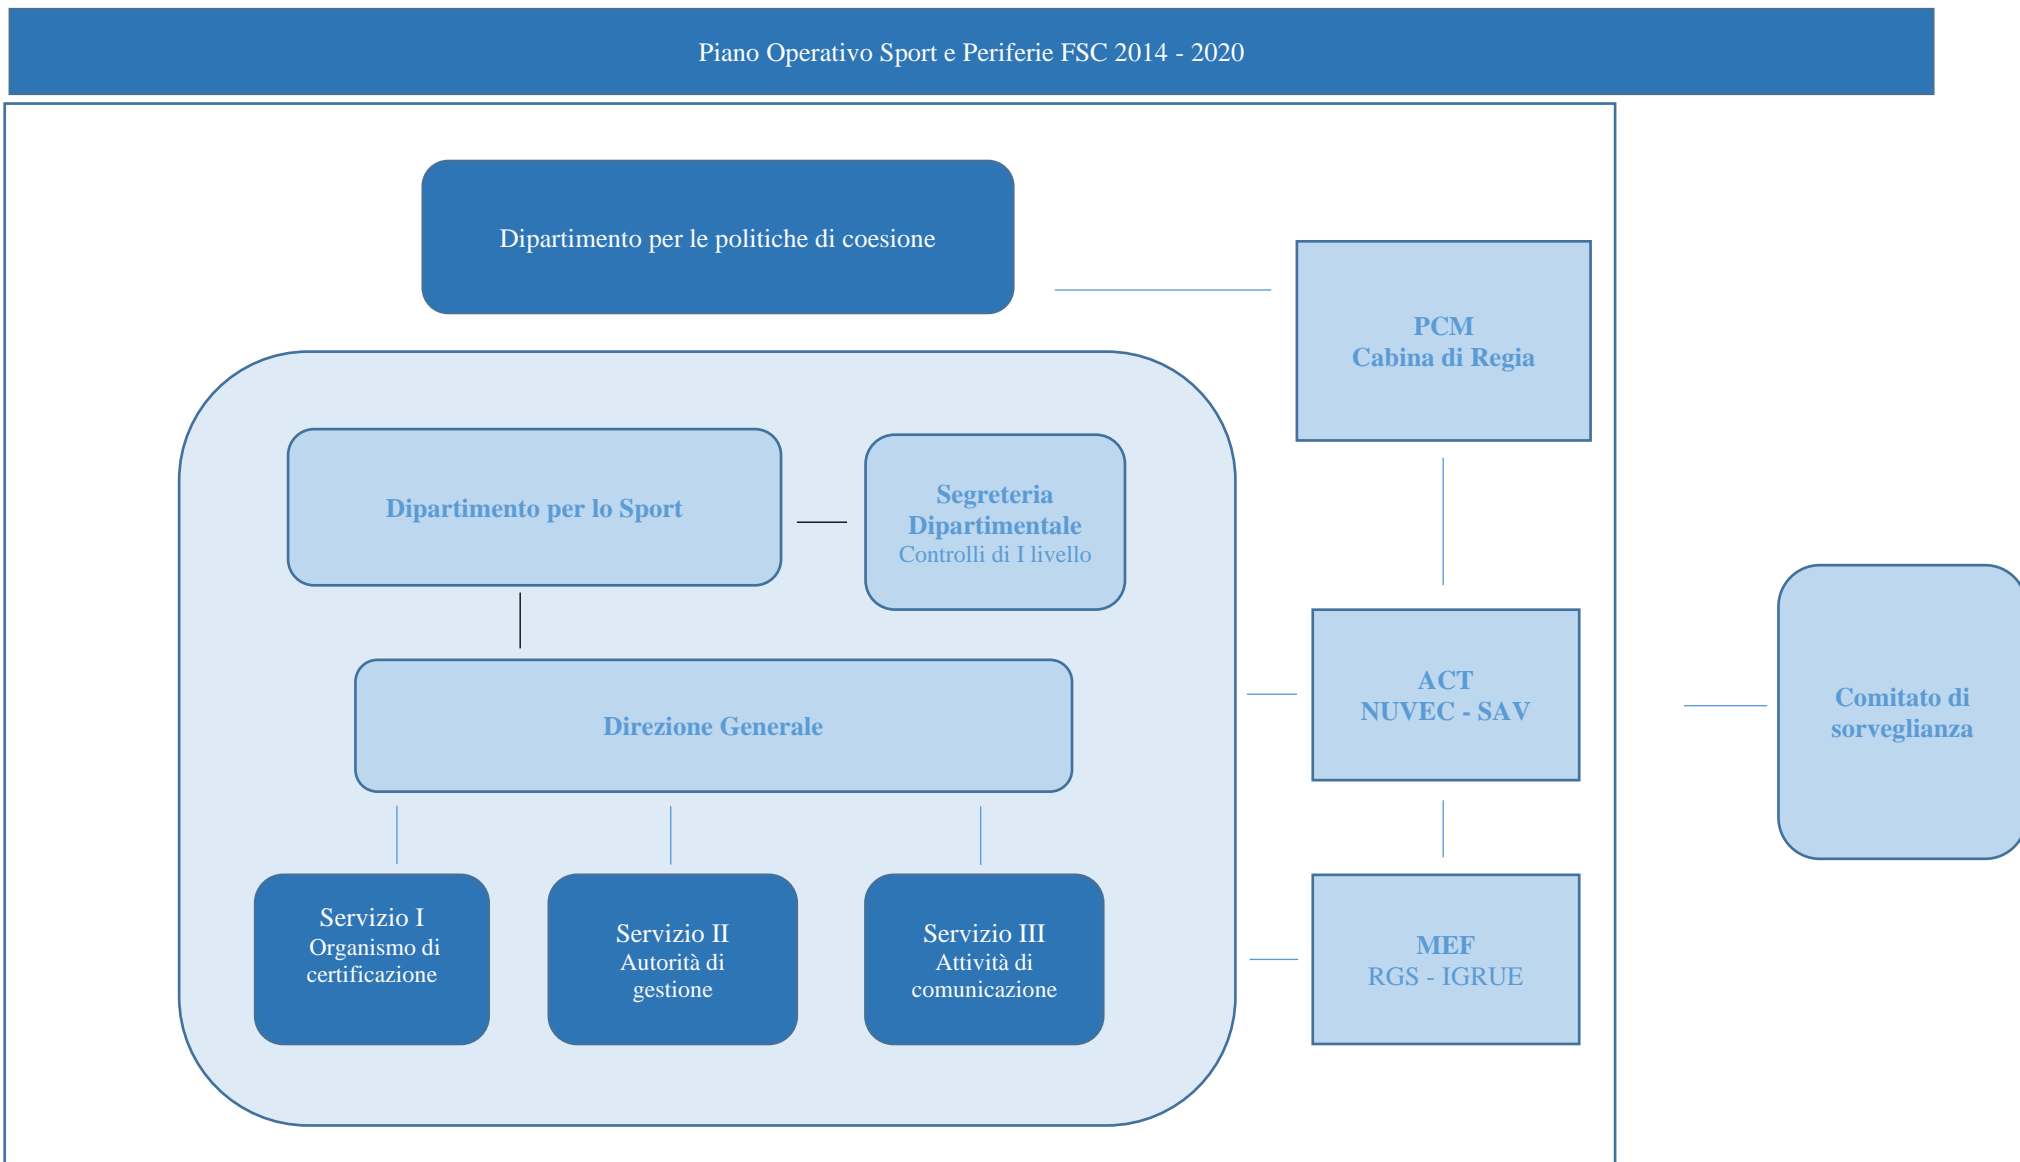 Piano Operativo Sport e Periferie FSC 2014 - 2020
Dipartimento per le politiche di coesione
PCM
Cabina di Regia
Dipartimento per lo Sport
Segreteria
Dipartimentale
Controlli di I livello
Direzione Generale
ACT
NUVEC - SAV
Comitato di
sorveglianza
Servizio I
Organismo di
certificazione
Servizio II
Autorità di
gestione
Servizio III
Attività di
comunicazione
MEF
RGS - IGRUE